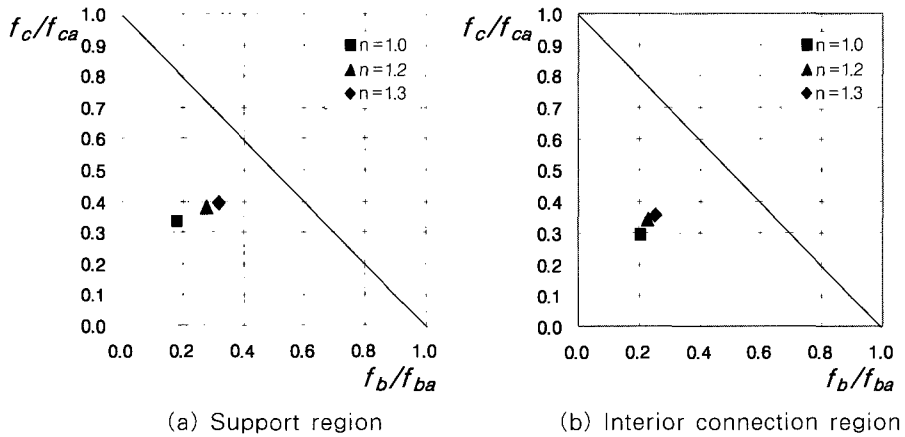 f_c/f_ca
1.0
0.9
0.8
0.7
0.6
0.5
0.4
0.3
0.2
0.1
0.0
n=1.0
n=1.2
n=1.3
0.0 0.2 0.4 0.6 0.8 1.0
f_b/f_ba
(a) Support region
f_c/f_ca
1.0
0.9
0.8
0.7
0.6
0.5
0.4
0.3
0.2
0.1
0.0
n=1.0
n=1.2
n=1.3
0.0 0.2 0.4 0.6 0.8 1.0
f_b/f_ba
(b) Interior connection region